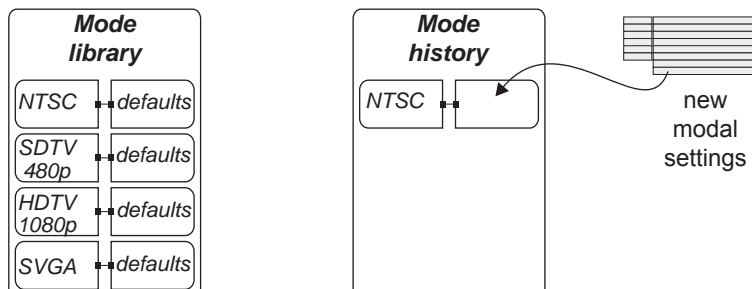 Mode
library
NTSC defaults
SDTV
480p
defaults
HDTV
1080p
defaults
SVGA defaults
Mode
history
NTSC
new
modal
settings